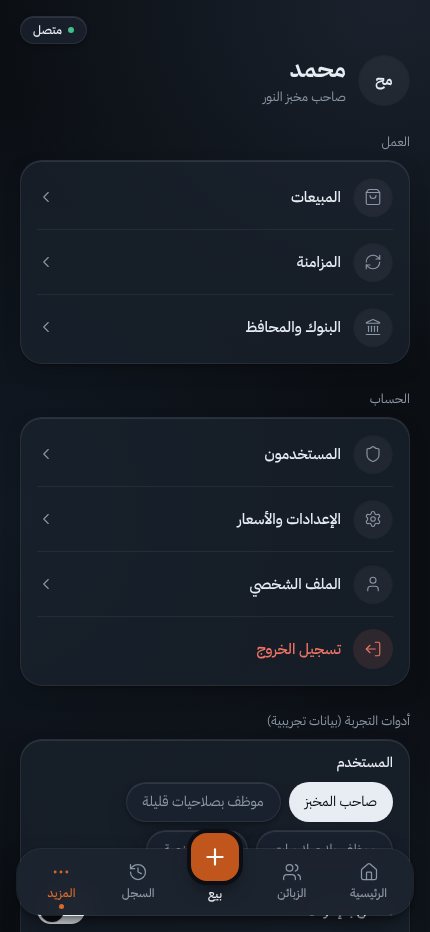 متصل
مح
محمد
صاحب مخبز النور
العمل
المبيعات
المزامنة
البنوك والمحافظ
الحساب
المستخدمون
الإعدادات والأسعار
الملف الشخصي
تسجيل الخروج
أدوات التجربة (بيانات تجريبية)
المستخدم
صاحب المخبز
موظف بصلاحيات قليلة
الرئيسية
الزبائن
بيع
السجل
المزيد